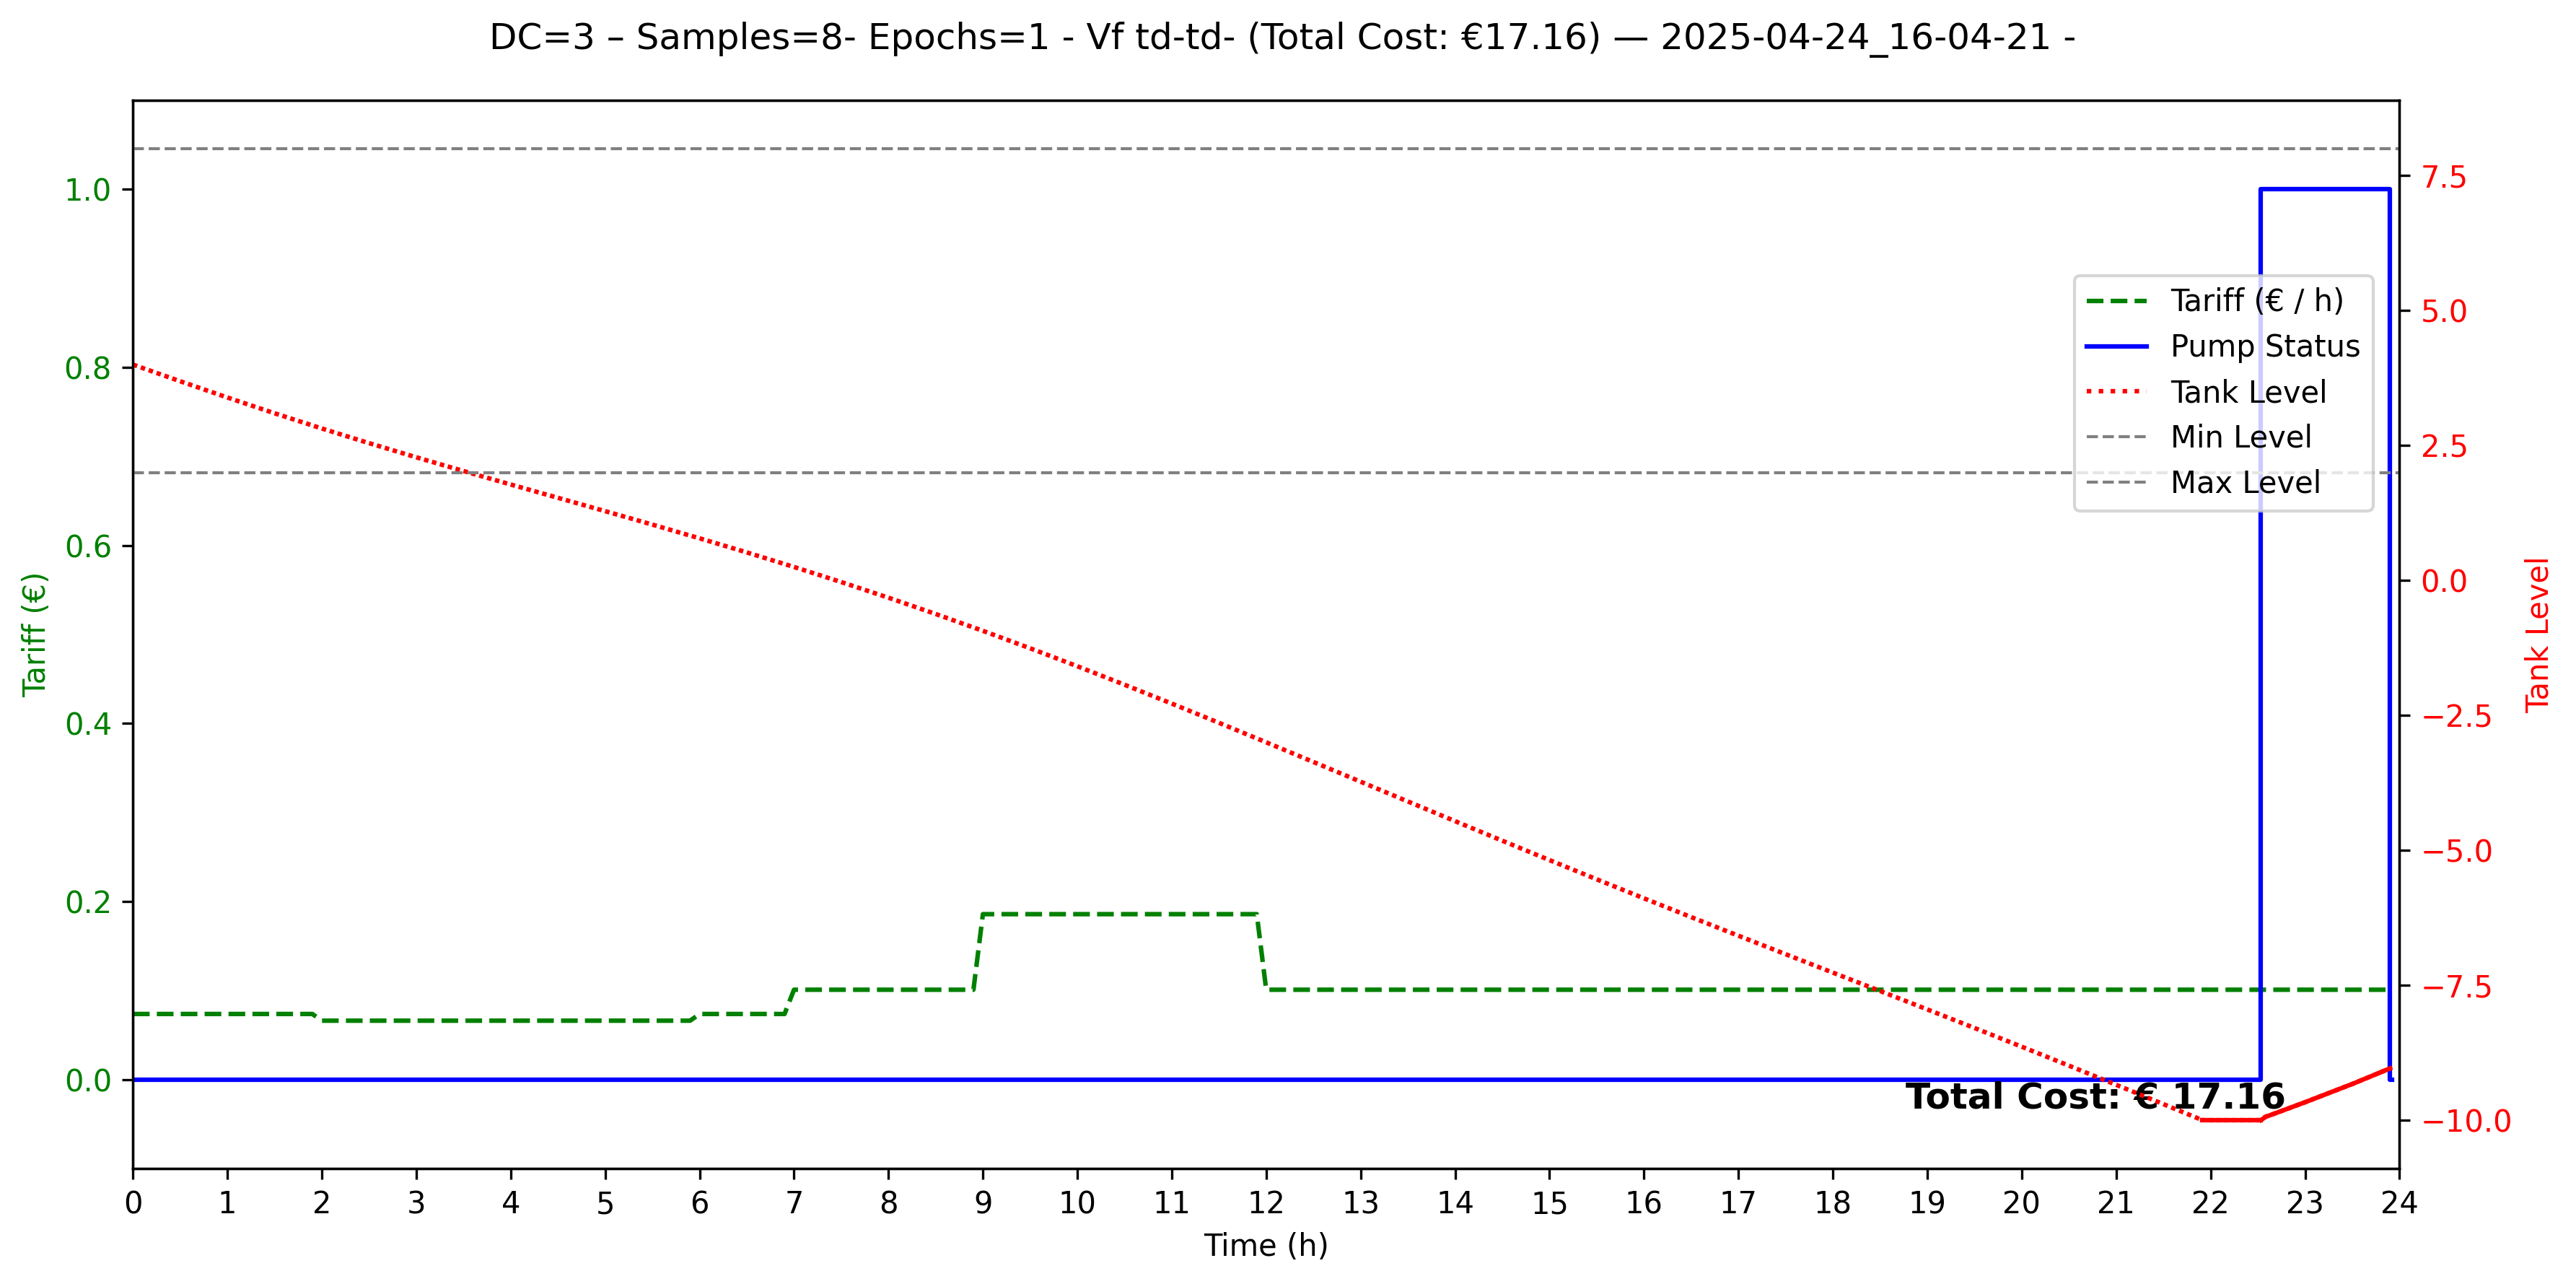 DC=3 – Samples=8- Epochs=1 - Vf td-td- (Total Cost: €17.16) — 2025-04-24_16-04-21 -
Tariff (€)
1.0
0.8
0.6
0.4
0.2
0.0
Tariff (€ / h)
Pump Status
Tank Level
Min Level
Max Level
Total Cost: € 17.16
7.5
5.0
2.5
0.0
−2.5
−5.0
−7.5
−10.0
Tank Level
0 1 2 3 4 5 6 7 8 9 10 11 12 13 14 15 16 17 18 19 20 21 22 23 24
Time (h)